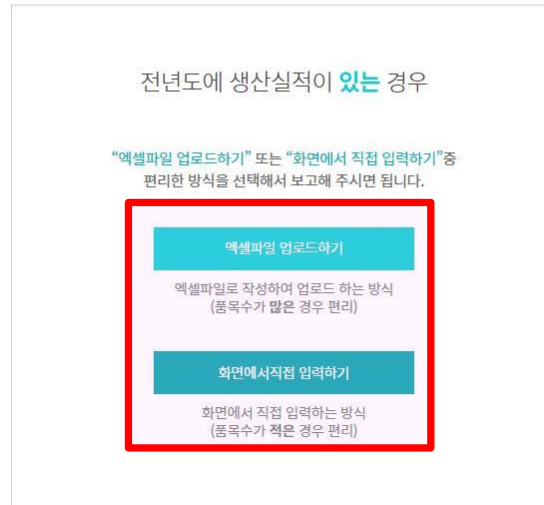 전년도에 생산실적이 있는 경우
“엑셀파일 업로드하기” 또는 “화면에서 직접 입력하기”중
편리한 방식을 선택해서 보고해 주시면 됩니다.
엑셀파일 업로드하기
엑셀파일로 작성하여 업로드 하는 방식
(품목수가 많은 경우 편리)
화면에서직접 입력하기
화면에서 직접 입력하는 방식
(품목수가 적은 경우 편리)